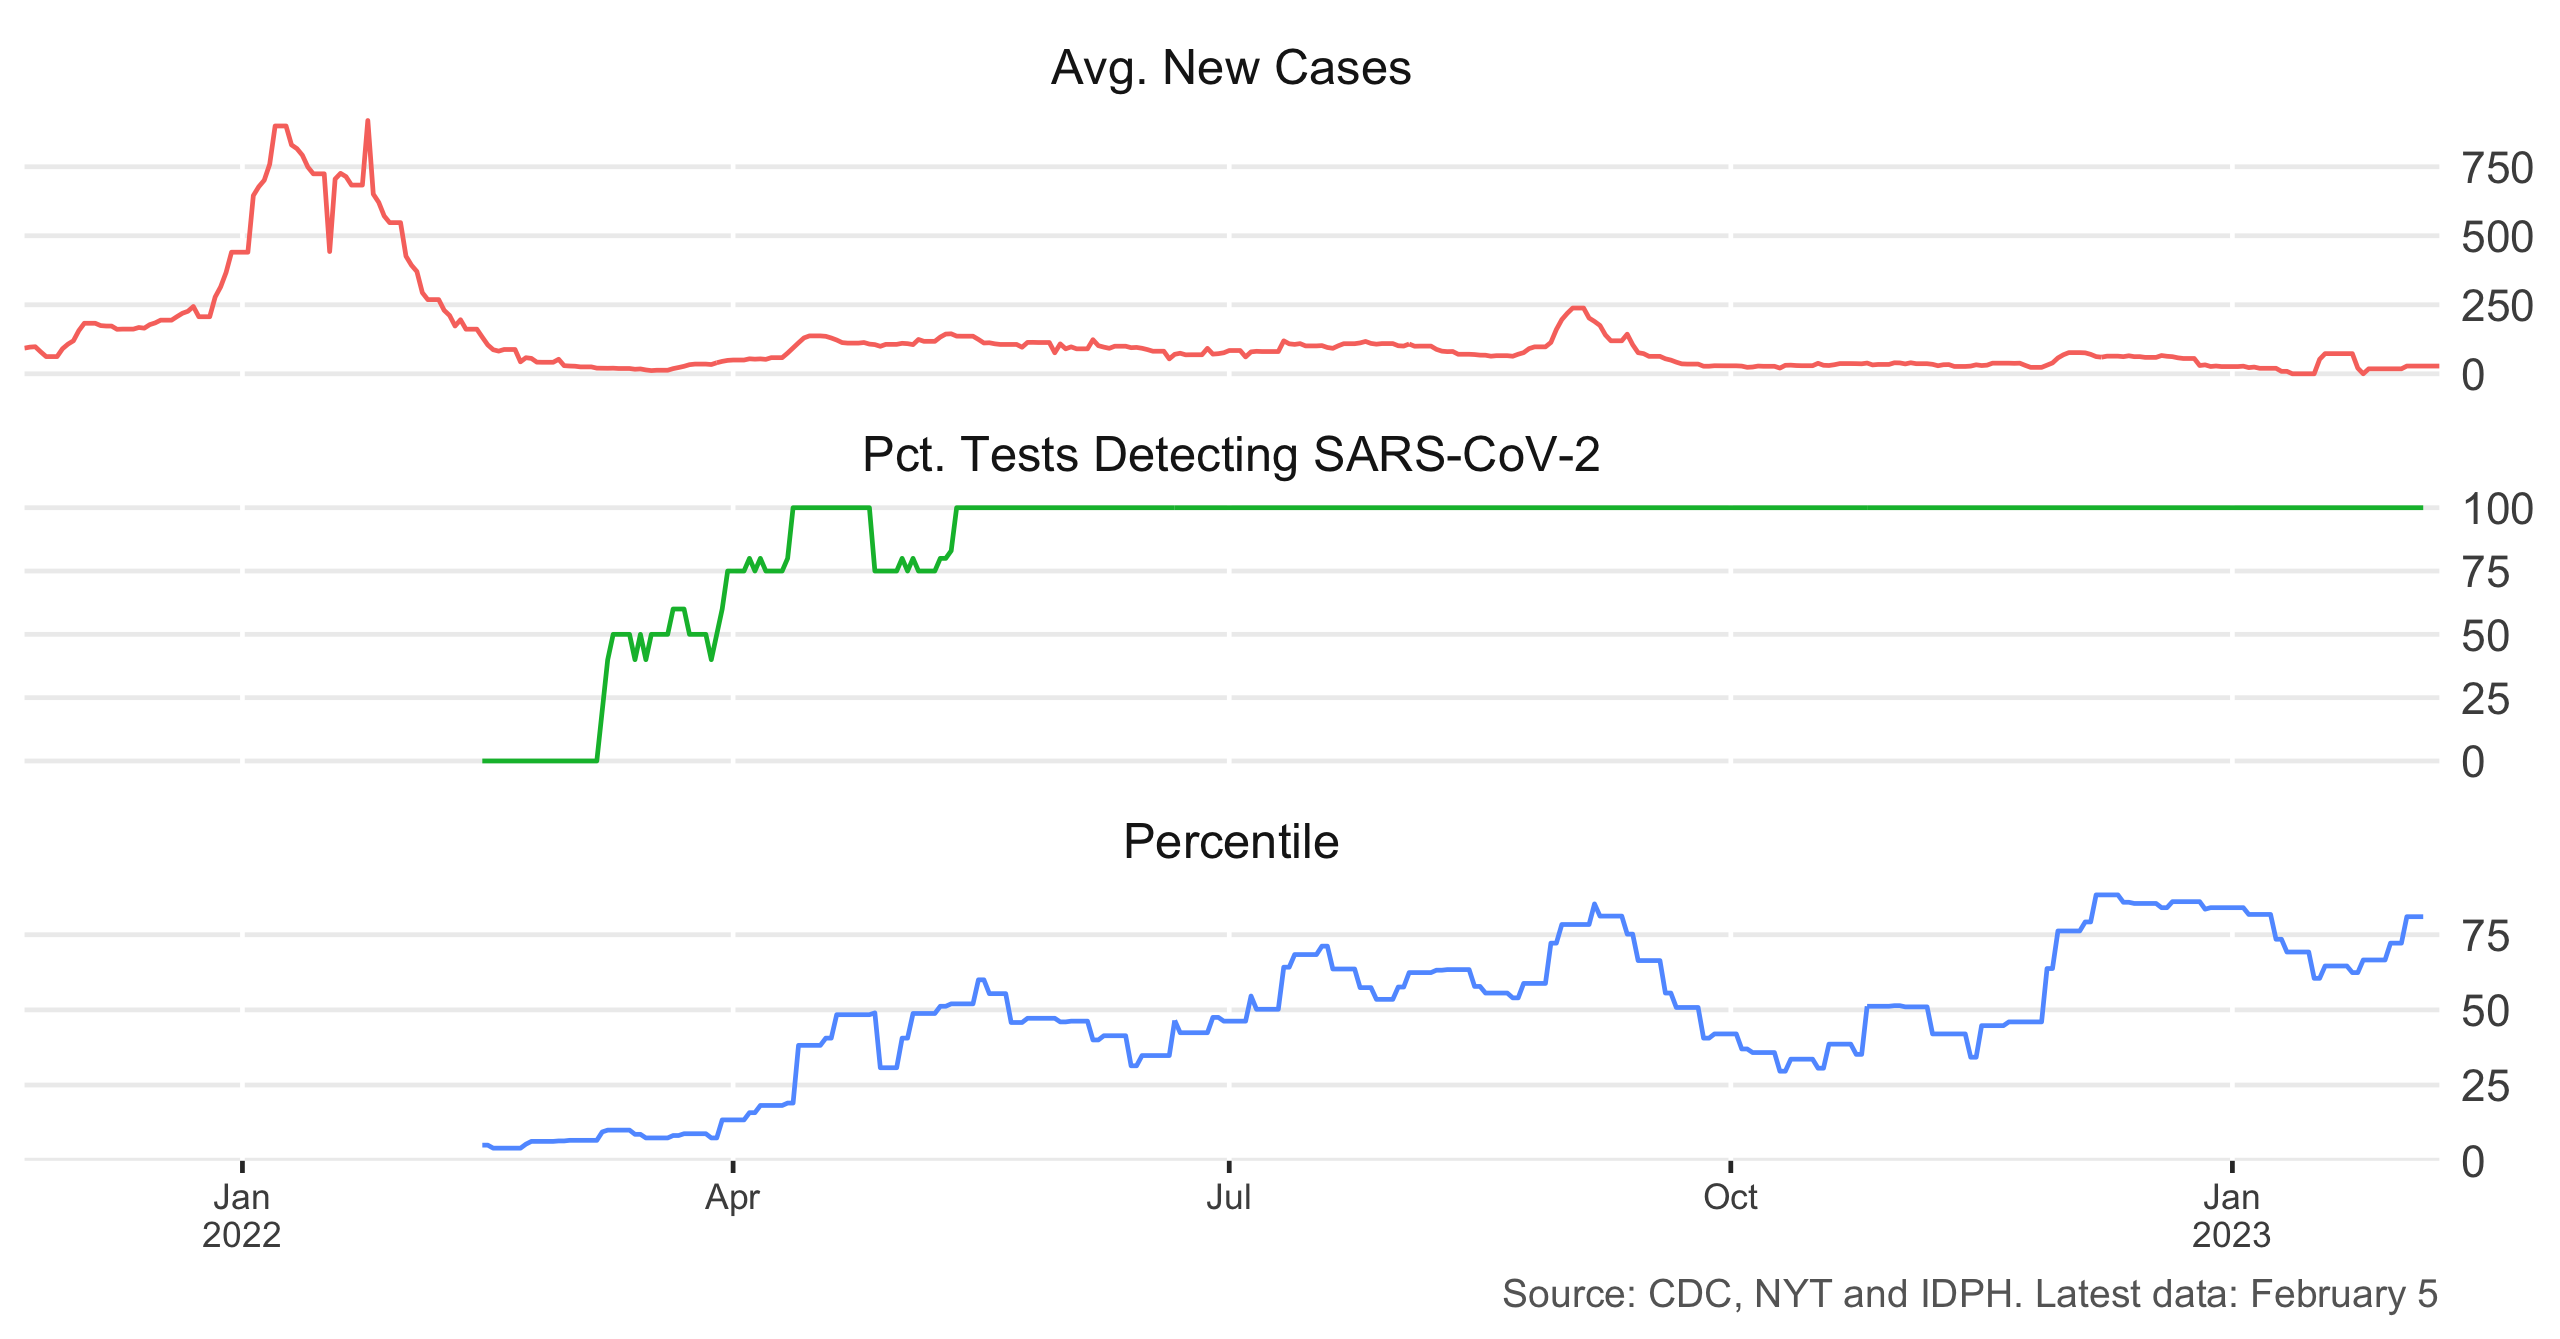 Avg. New Cases
750
500
250
0
Pct. Tests Detecting SARS-CoV-2
100
75
50
25
0
Percentile
75
50
25
0
Jan Apr Jul Oct Jan
2022 2023
Source: CDC, NYT and IDPH. Latest data: February 5